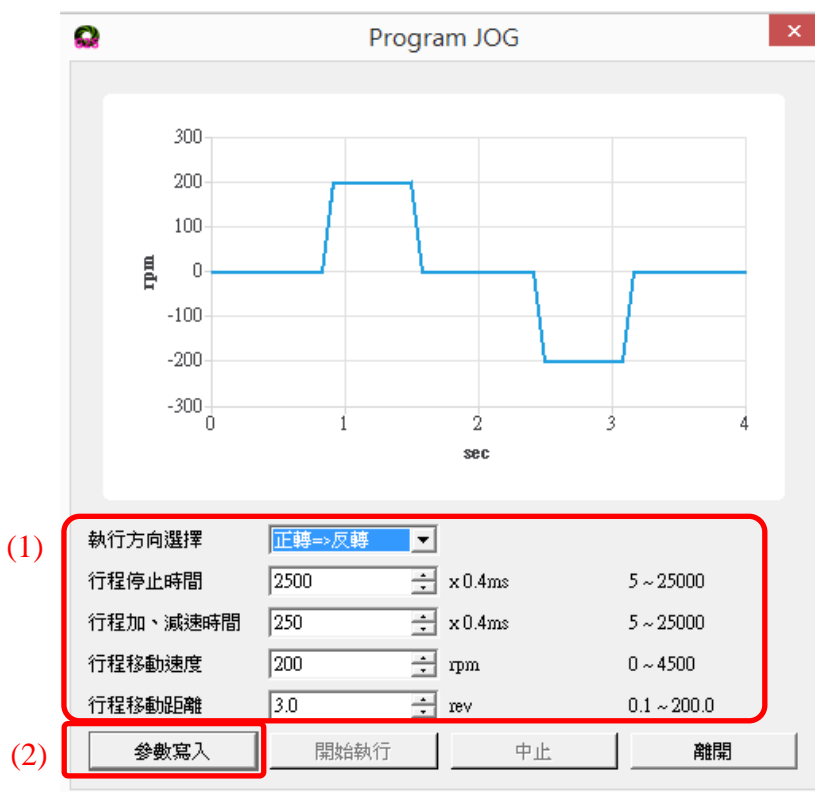 Program JOG
300
200
100
0
-100
-200
-300
rpm
0 1 2 3 4
sec
(1)
執行方向選擇 正轉=>反轉
行程停止時間 2500 x 0.4ms 5 ~ 25000
行程加、減速時間 250 x 0.4ms 5 ~ 25000
行程移動速度 200 rpm 0 ~ 4500
行程移動距離 3.0 rev 0.1 ~ 200.0
(2) 參數寫入 開始執行 中止 離開